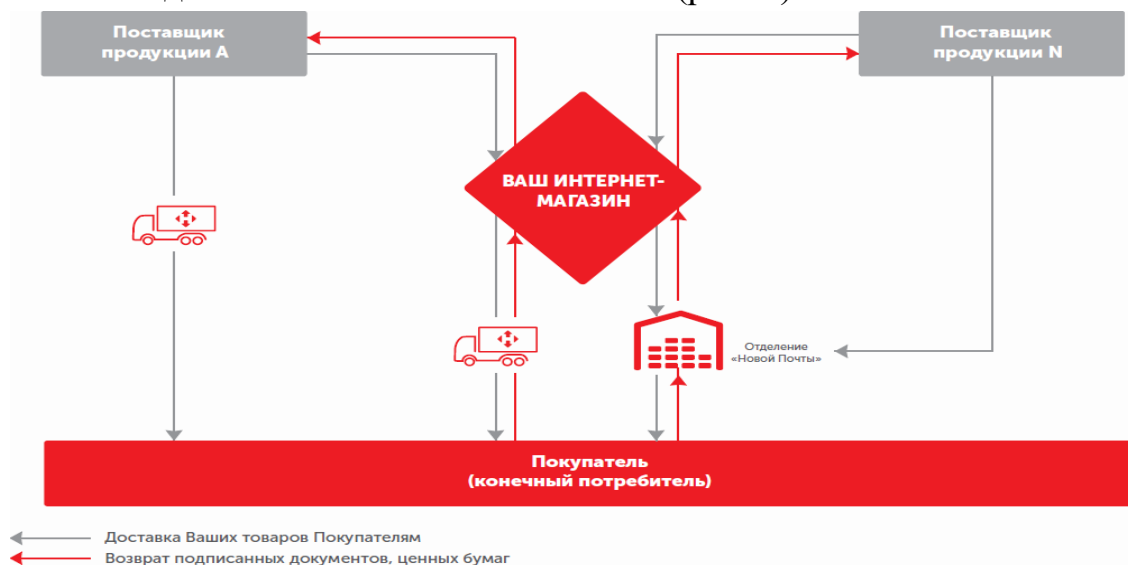 Поставщик
продукции A
Поставщик
продукции N
ВАШ ИНТЕРНЕТ-
МАГАЗИН
Отделение
«Новой Почты»
Покупатель
(конечный потребитель)
Доставка Ваших товаров Покупателям
Возврат подписанных документов, ценных бумаг